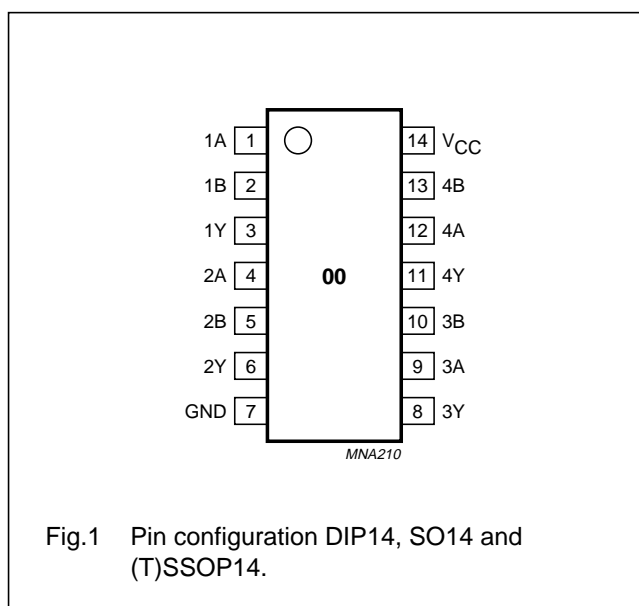 1A 1 14 VCC
1B 2 13 4B
1Y 3 12 4A
2A 4 00 11 4Y
2B 5 10 3B
2Y 6 9 3A
GND 7 8 3Y
MNA210
Fig.1 Pin configuration DIP14, SO14 and
(T)SSOP14.